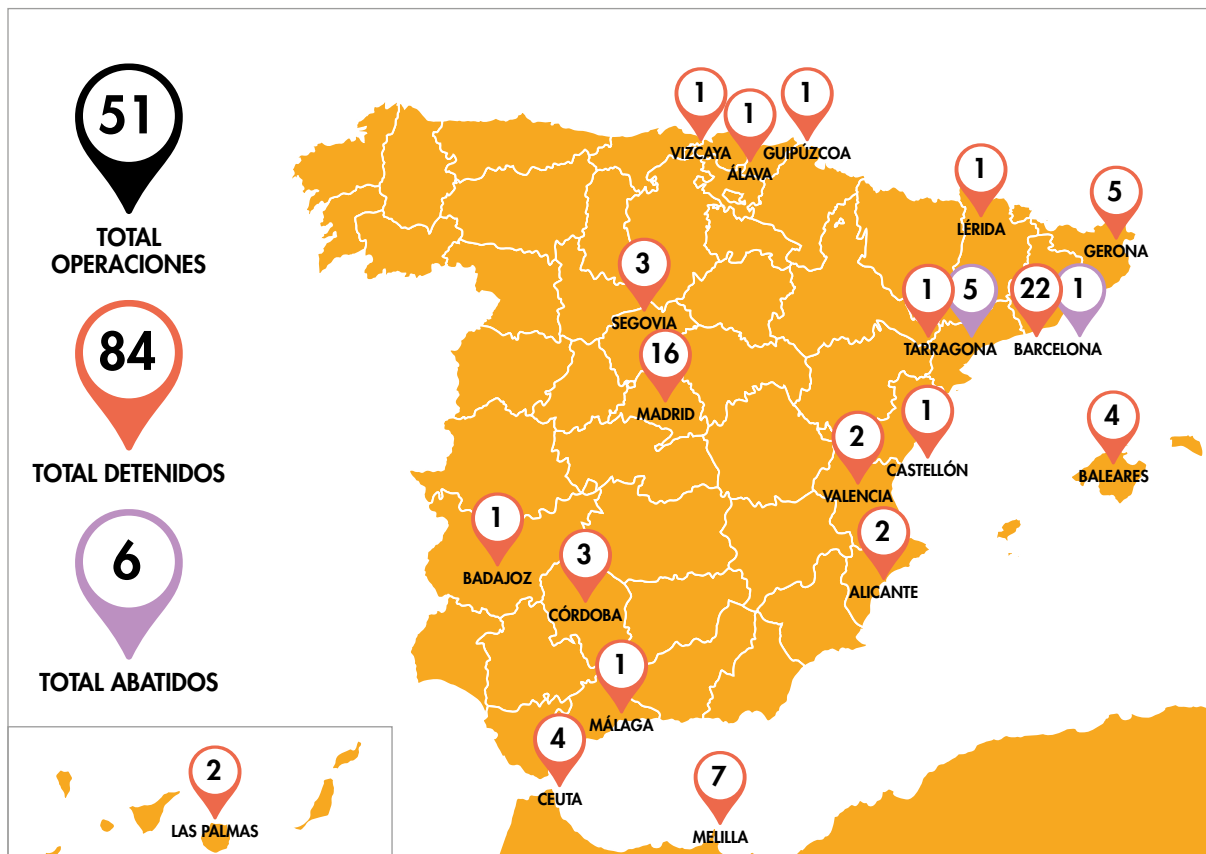 51
TOTAL
OPERACIONES
84
TOTAL DETENIDOS
6
TOTAL ABATIDOS
1
VIZCAYA
1
ÁLAVA
1
GUIPÚZCOA
1
LÉRIDA
5
GERONA
3
SEGOVIA
1
5
TARRAGONA
22
1
BARCELONA
16
MADRID
1
CASTELLÓN
2
VALENCIA
4
BALEARES
1
BADAJOZ
3
CÓRDOBA
2
ALICANTE
1
MÁLAGA
4
CEUTA
7
MELILLA
2
LAS PALMAS